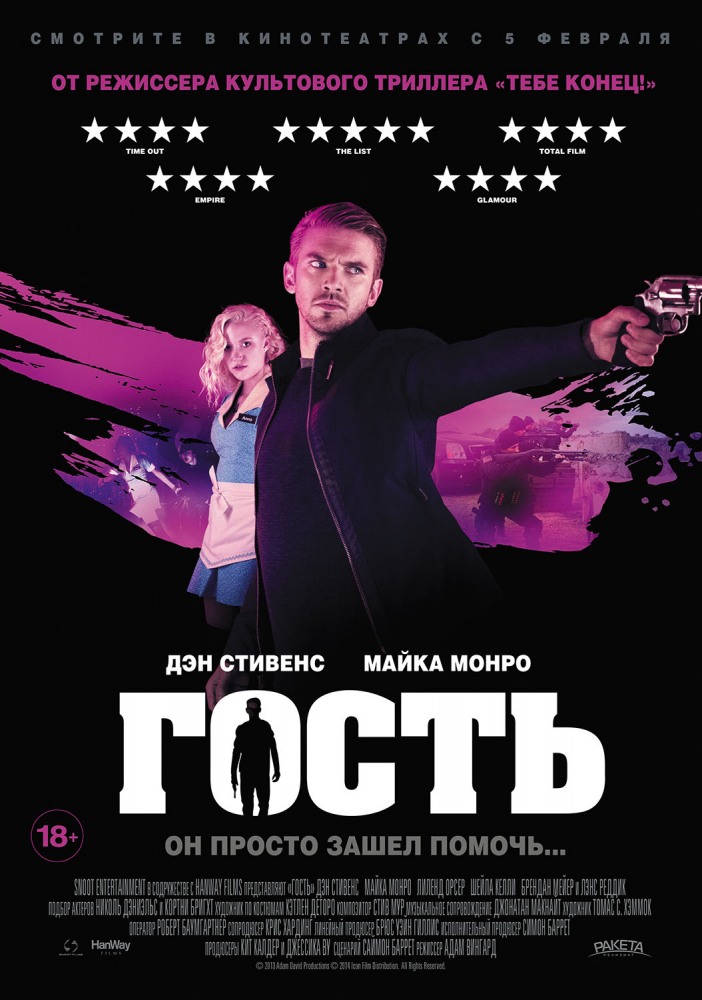 СМОТРИТЕ В КИНОТЕАТРАХ С 5 ФЕВРАЛЯ
ОТ РЕЖИССЕРА КУЛЬТОВОГО ТРИЛЛЕРА «ТЕБЕ КОНЕЦ!»
TIME OUT THE LIST TOTAL FILM
EMPIRE GLAMOUR
Anna
ДЭН СТИВЕНС МАЙКА МОНРО
ГОСТЬ
18+
ОН ПРОСТО ЗАШЕЛ ПОМОЧЬ...
SNOOT ENTERTAINMENT В СОДРУЖЕСТВЕ С HANWAY FILMS ПРЕДСТАВЛЯЮТ «ГОСТЬ» ДЭН СТИВЕНС МАЙКА МОНРО ЛИЛЕНД ОРСЕР ШЕЙЛА КЕЛЛИ БРЕНДАН МЕЙЕР И ЛЭНС РЕДДИК
ПОДБОР АКТЕРОВ НИКОЛЬ ДЭНИЭЛЬС И КОРТНИ БРИГХТ ХУДОЖНИК ПО КОСТЮМАМ КЭТЛЕН ДЕТОРО КОМПОЗИТОР СТИВ МУР МУЗЫКАЛЬНОЕ СОПРОВОЖДЕНИЕ ДЖОНАТАН МАКНАЙТ ХУДОЖНИК ТОМАС С. ХЭММОК
ОПЕРАТОР РОБЕРТ БАУМГАРТНЕР СОПРОДЮСЕР КРИС ХАРДИНГ ЛИНЕЙНЫЙ ПРОДЮСЕР БРЮС УЭЙН ГИЛЛИС ИСПОЛНИТЕЛЬНЫЙ ПРОДЮСЕР СИМОН БАРРЕТ
ПРОДЮСЕРЫ КИТ КАЛДЕР И ДЖЕССИКА ВУ СЦЕНАРИЙ САЙМОН БАРРЕТ РЕЖИССЕР АДАМ ВИНГАРД
HanWay
FILMS
РАКЕТА
РЕЛИЗИНГ
© 2013 Adam David Productions © 2014 Icon Film Distribution. All Rights Reserved.